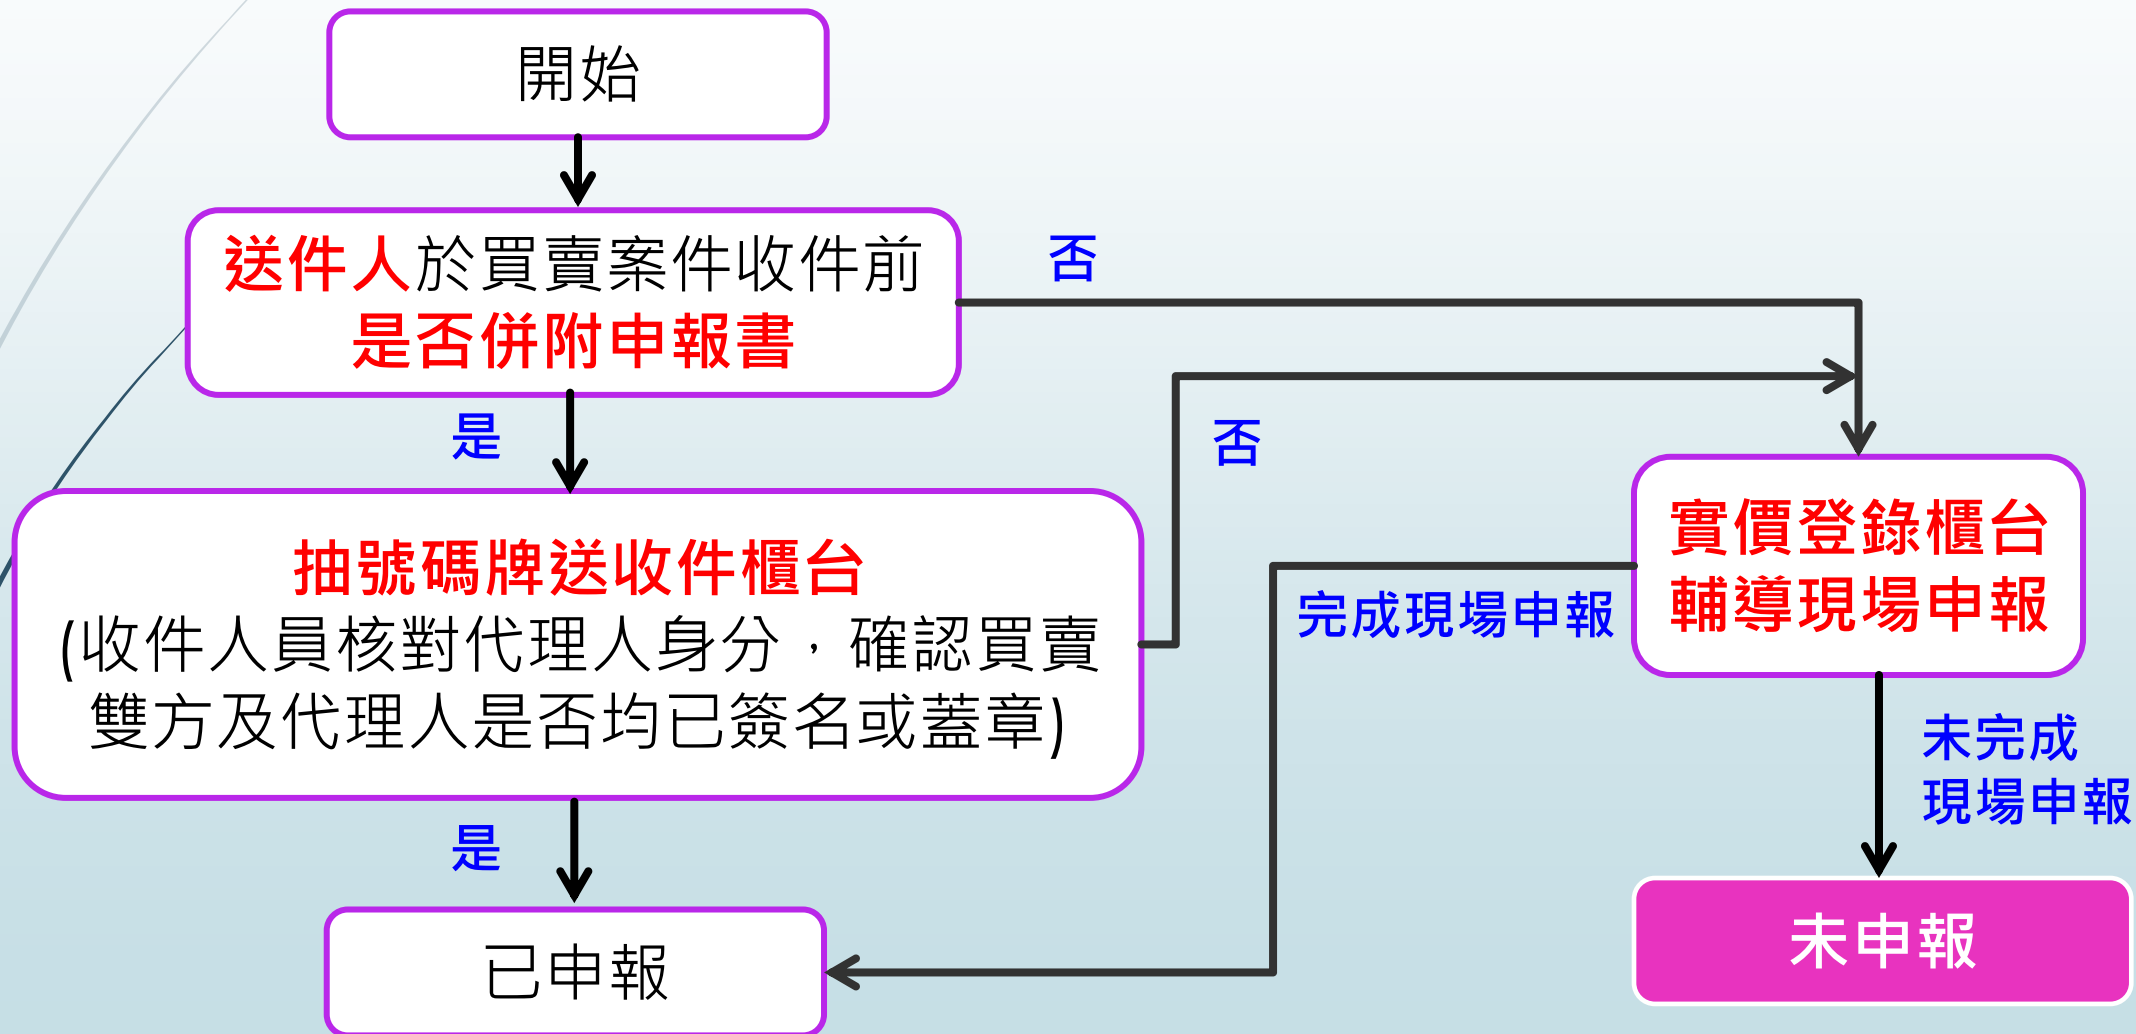 開始
送件人於買賣案件收件前
是否併附申報書
否
是
否
抽號碼牌送收件櫃台
(收件人員核對代理人身分，確認買賣
雙方及代理人是否均已簽名或蓋章)
實價登錄櫃台
輔導現場申報
完成現場申報
未完成
現場申報
是
已申報
未申報